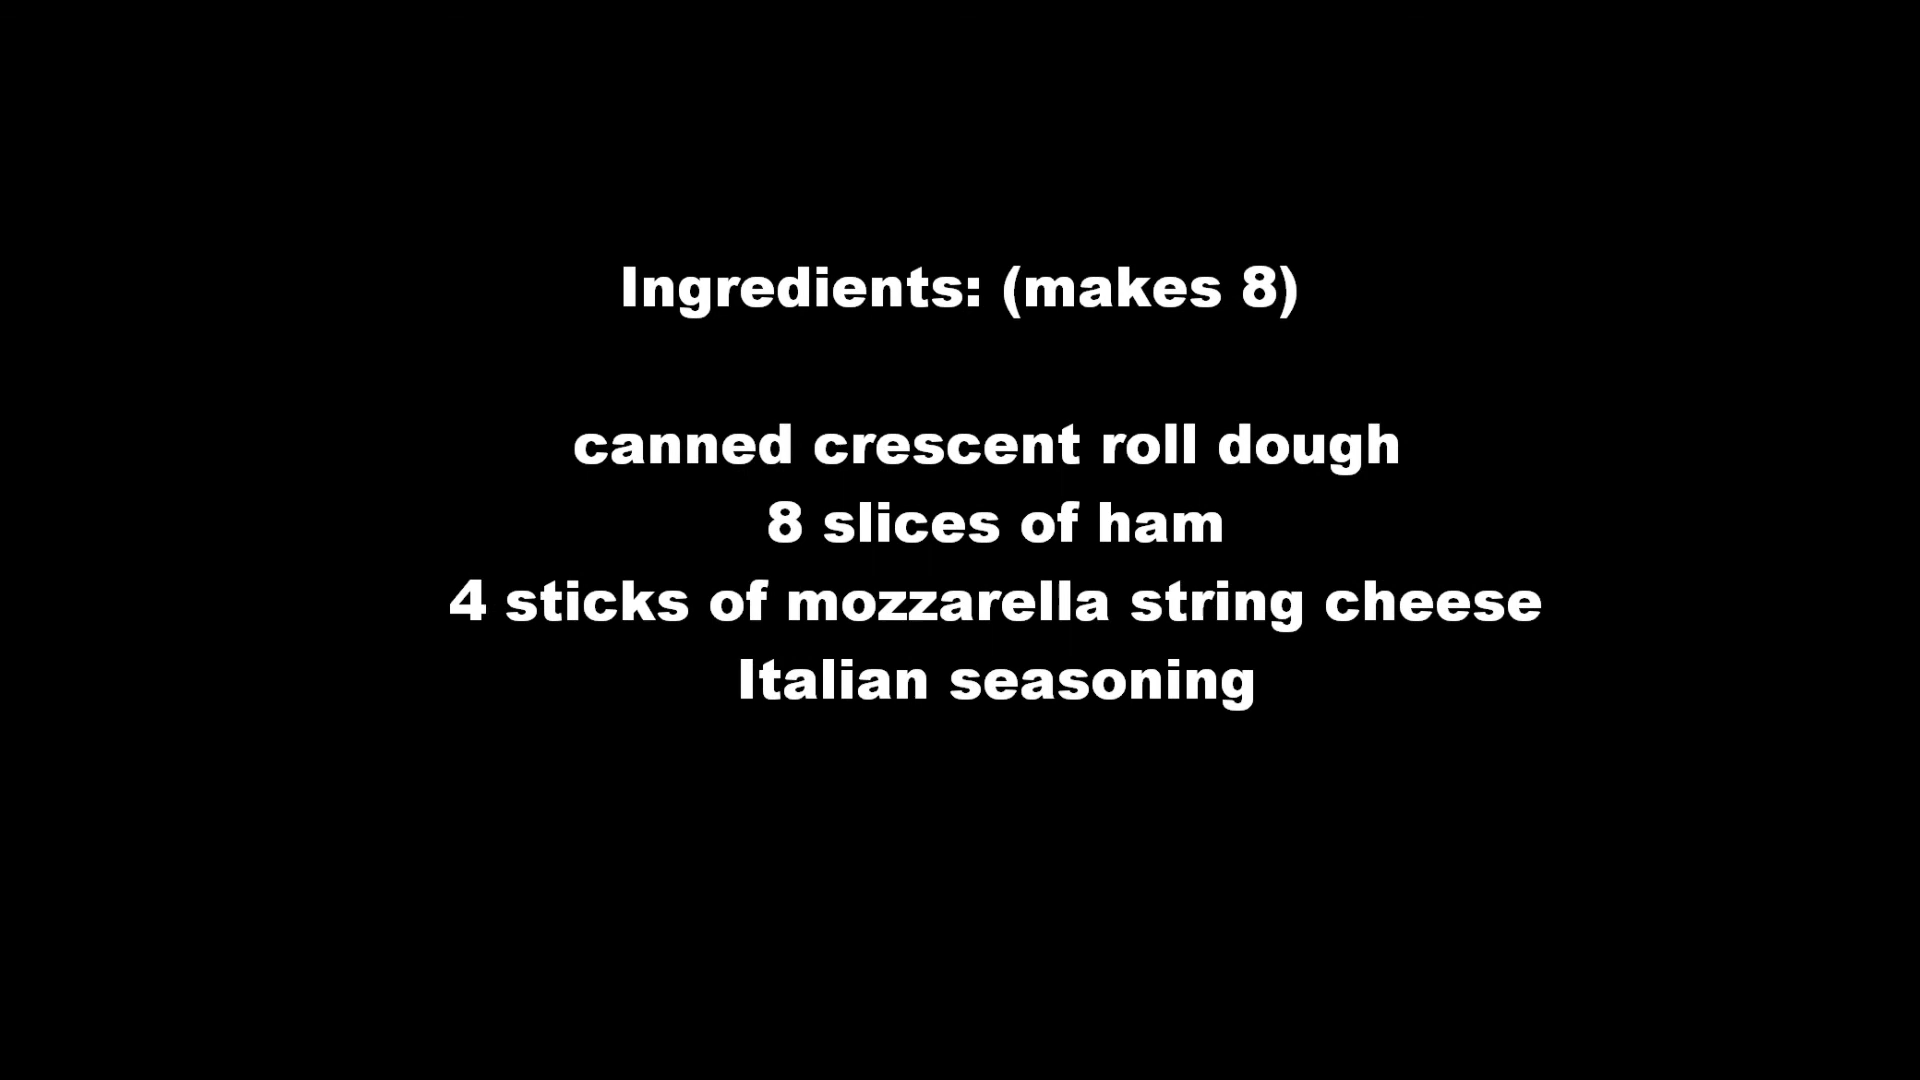 Ingredients: (makes 8)
canned crescent roll dough
8 slices of ham
4 sticks of mozzarella string cheese
Italian seasoning